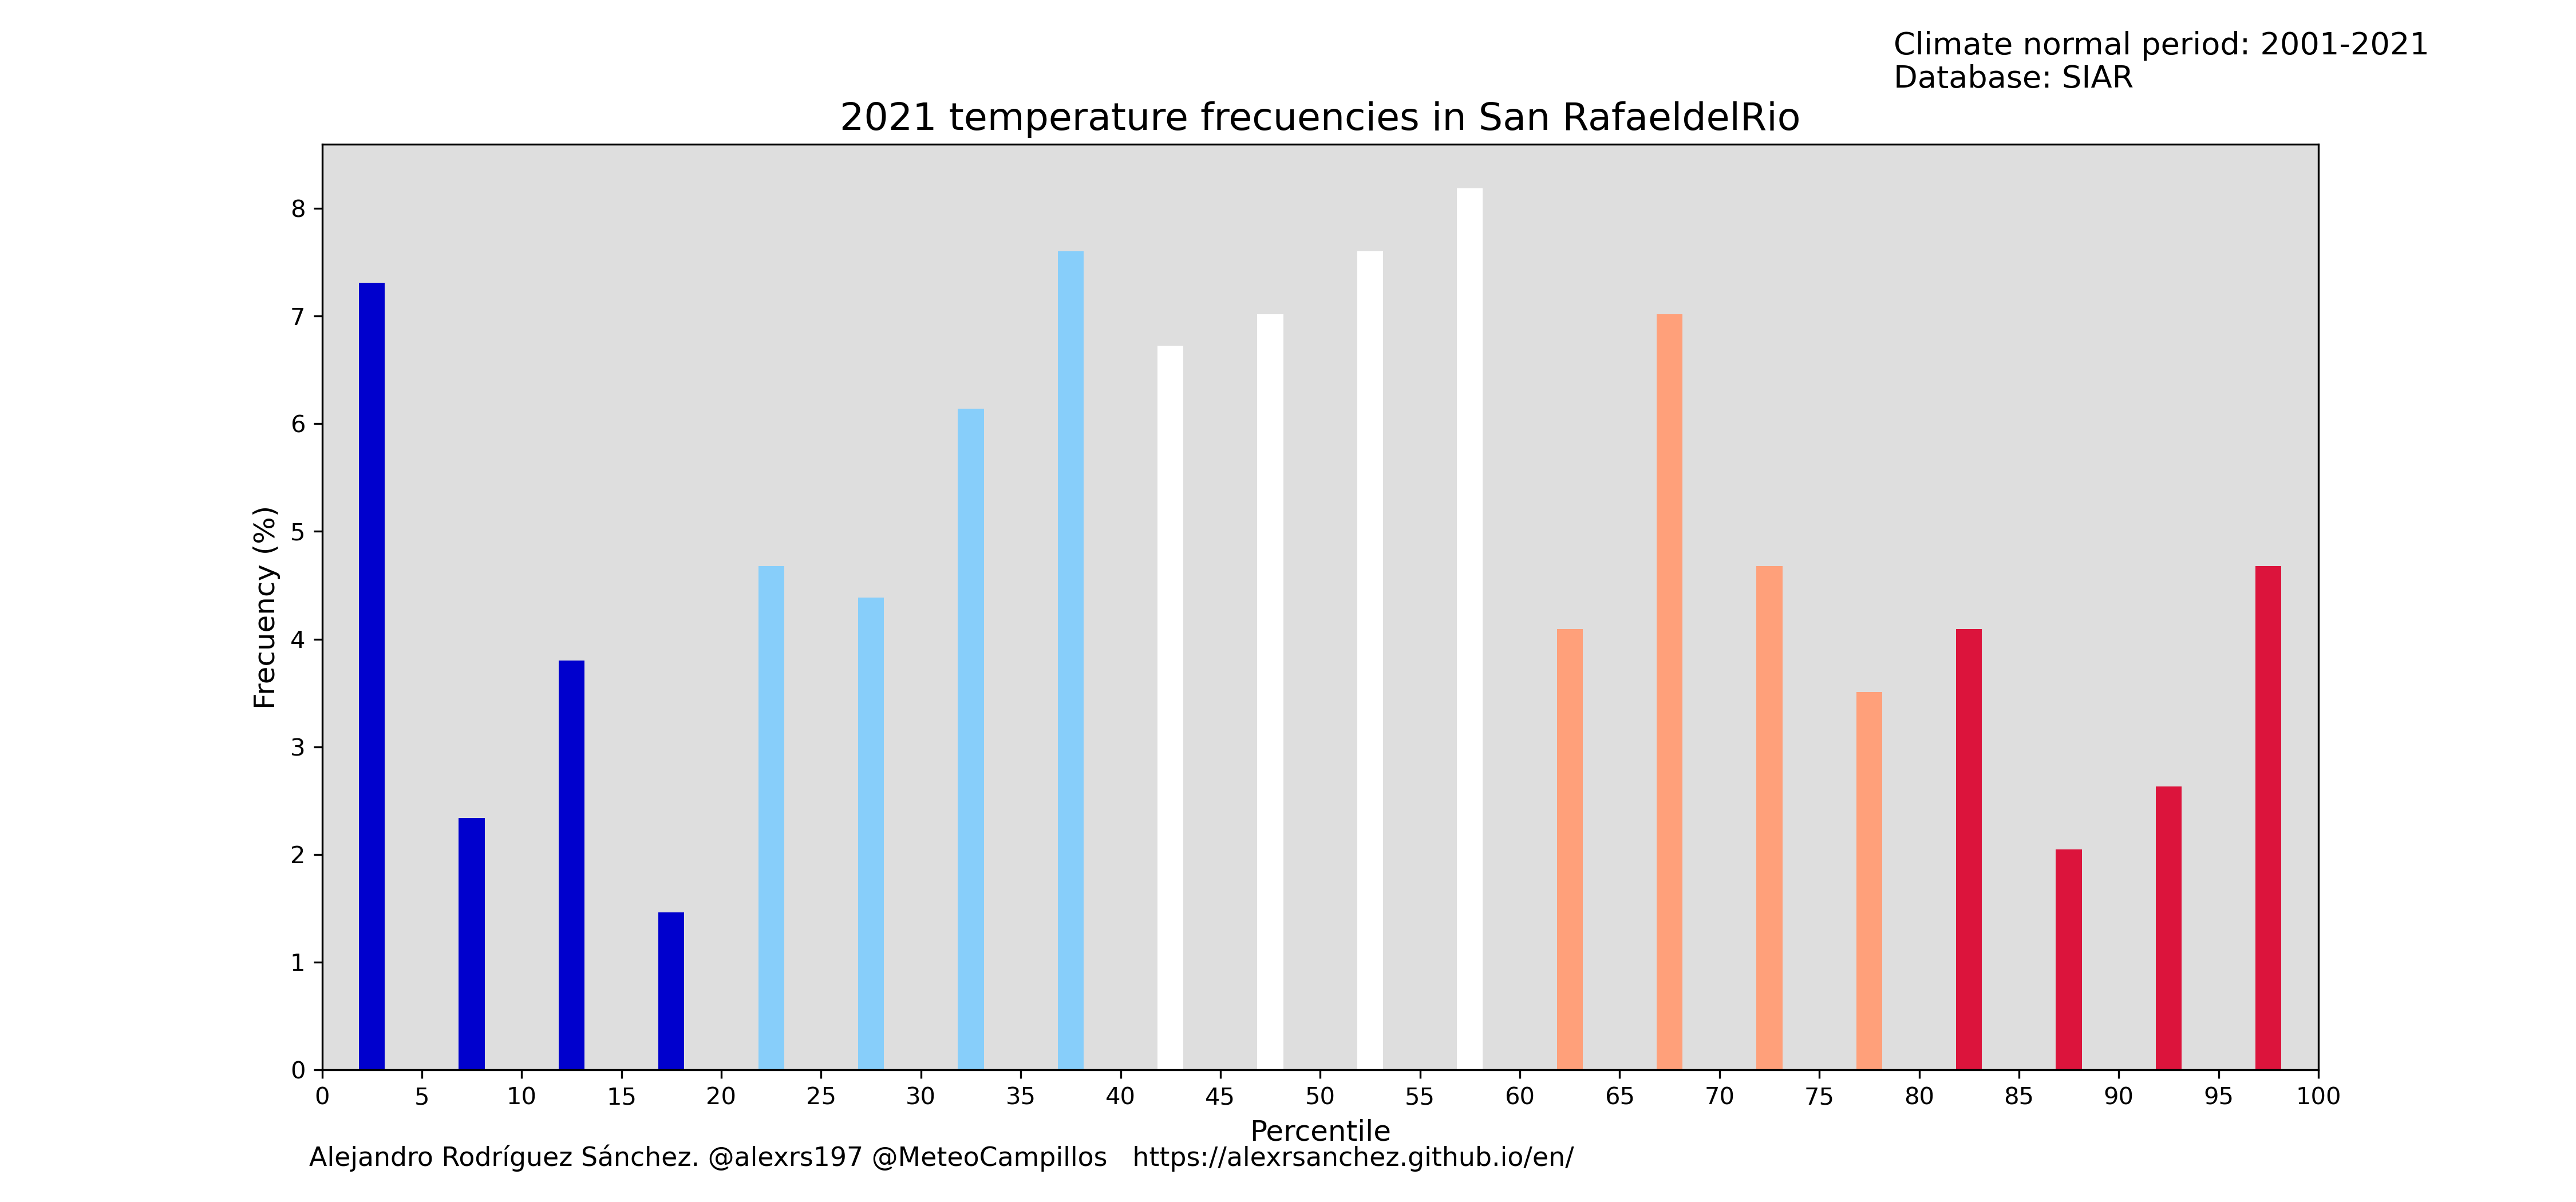 Climate normal period: 2001-2021
Database: SIAR
2021 temperature frecuencies in San RafaeldelRio
8
7
6
5
4
3
2
1
0
Frecuency (%)
0 5 10 15 20 25 30 35 40 45 50 55 60 65 70 75 80 85 90 95 100
Percentile
Alejandro Rodríguez Sánchez. @alexrs197 @MeteoCampillos https://alexrsanchez.github.io/en/